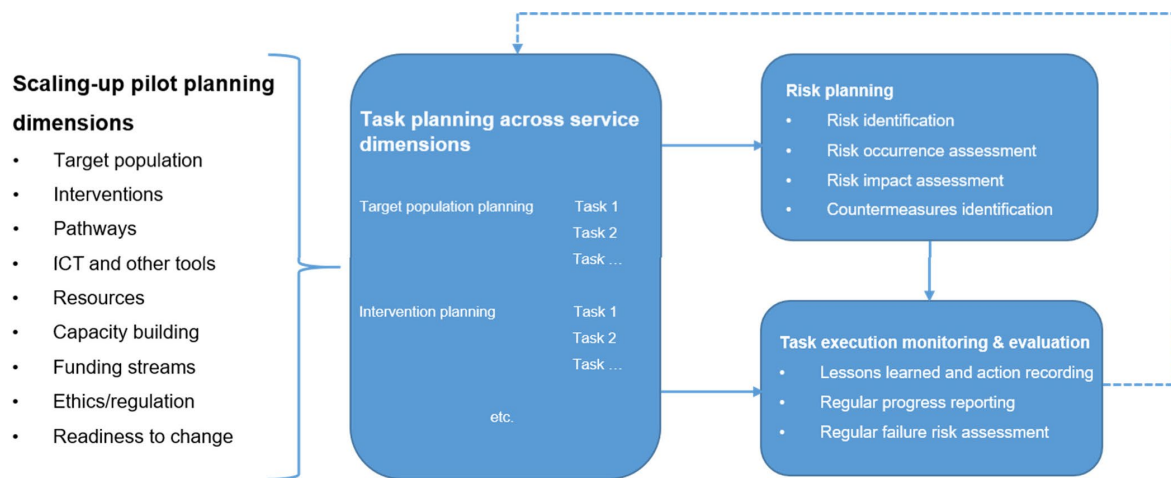 Scaling-up pilot planning
dimensions
• Target population
• Interventions
• Pathways
• ICT and other tools
• Resources
• Capacity building
• Funding streams
• Ethics/regulation
• Readiness to change
Task planning across service
dimensions
Target population planning Task 1
Task 2
Task ...
Intervention planning Task 1
Task 2
Task ...
etc.
Risk planning
• Risk identification
• Risk occurrence assessment
• Risk impact assessment
• Countermeasures identification
Task execution monitoring & evaluation
• Lessons learned and action recording
• Regular progress reporting
• Regular failure risk assessment